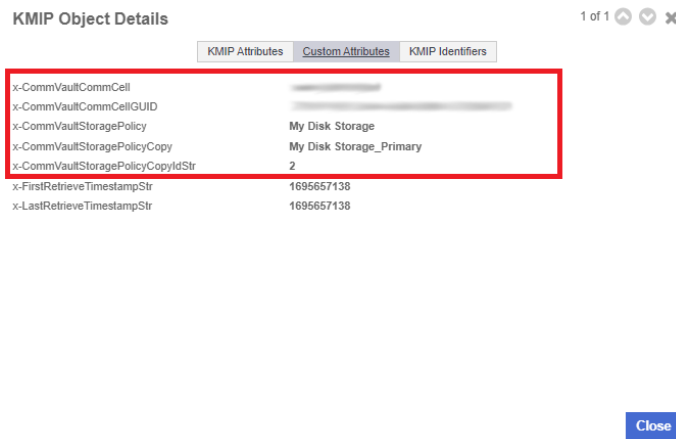 KMIP Object Details 1 of 1
KMIP Attributes Custom Attributes KMIP Identifiers
x-CommVaultCommCell
x-CommVaultCommCellGUID
x-CommVaultStoragePolicy My Disk Storage
x-CommVaultStoragePolicyCopy My Disk Storage_Primary
x-CommVaultStoragePolicyCopyIdStr 2
x-FirstRetrieveTimestampStr 1695657138
x-LastRetrieveTimestampStr 1695657138
Close